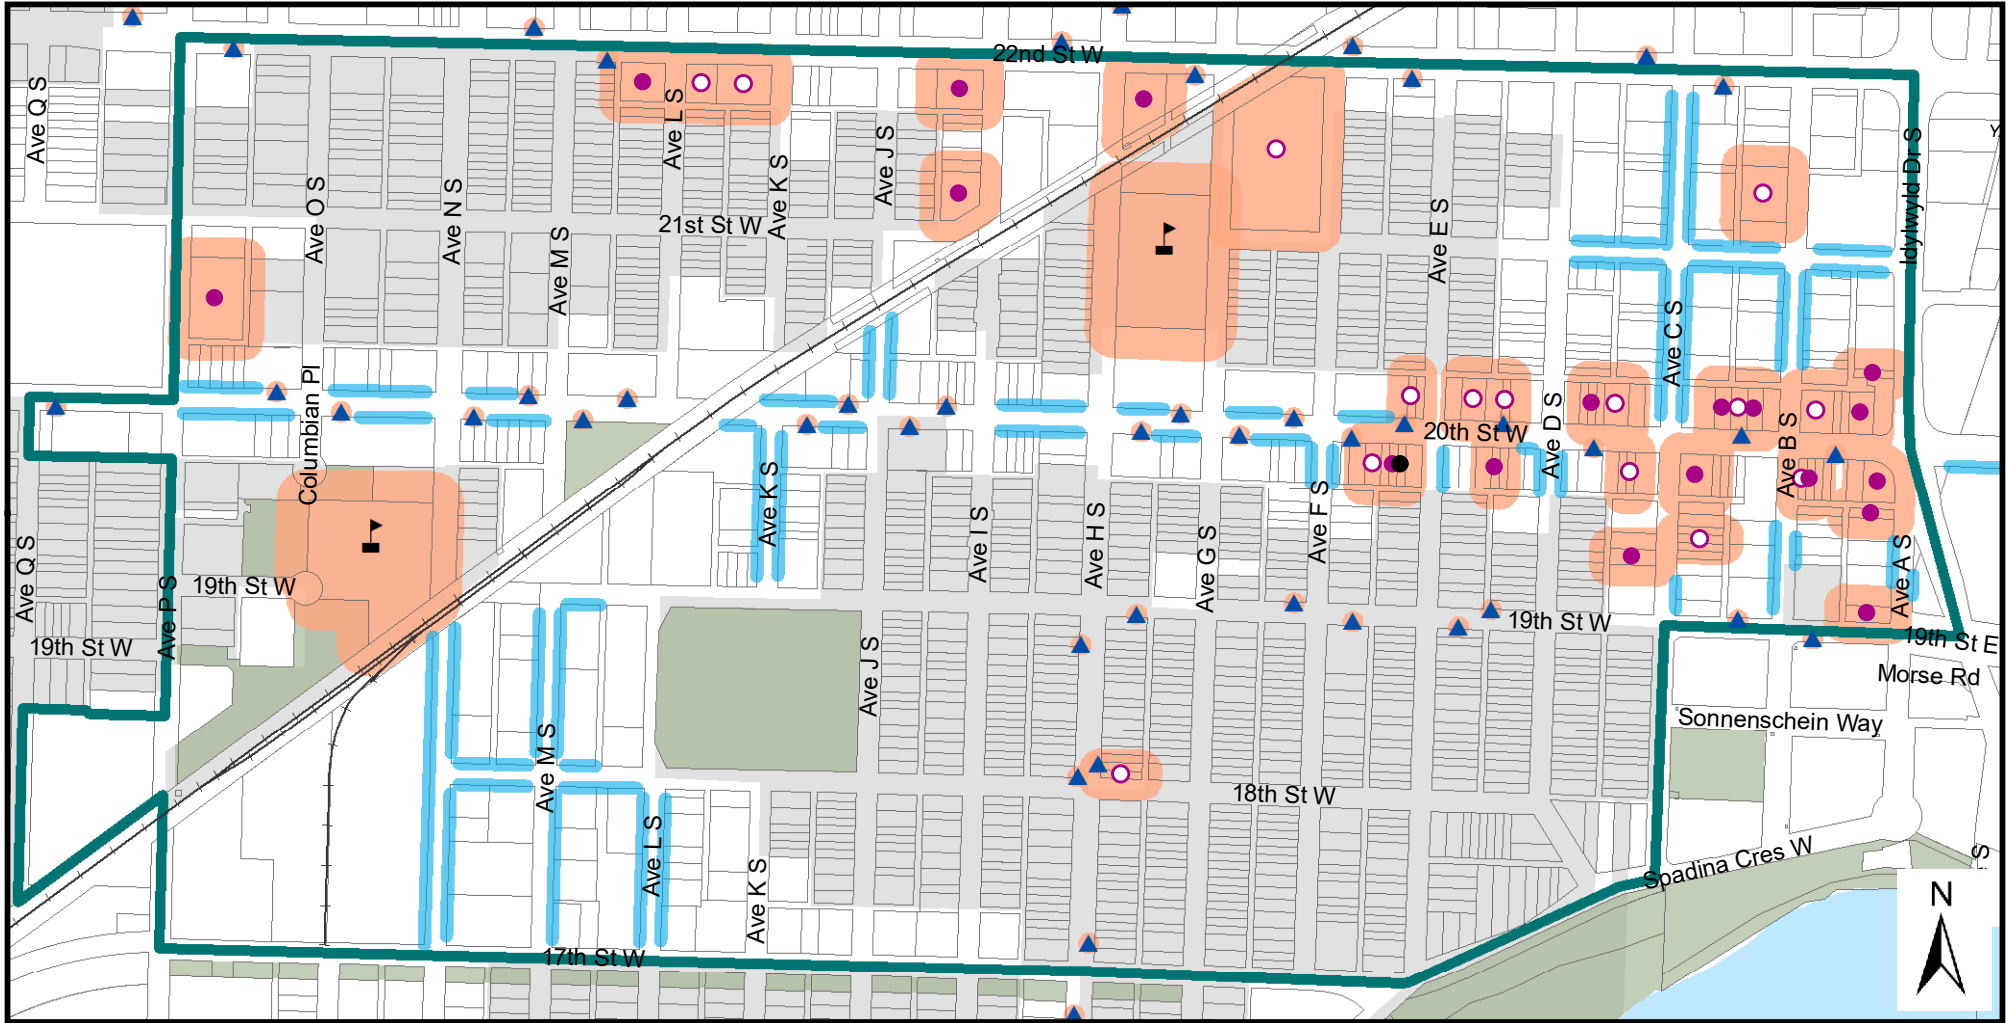 22nd St W
Ave Q S
Ave L S
Ave J S
Y
Idylwyld Dr S
Ave K S
Ave O S
Ave N S
21st St W
Ave M S
Ave E S
Ave C S
Columbian Pl
20th St W
Ave D S
Ave B S
Ave K S
Ave F S
Ave I S
Ave H S
Ave G S
Ave Q S
Ave P S
19th St W
Ave A S
19th St W
19th St E
19th St W
Ave J S
Morse Rd
Sonnenschein Way
Ave M S
18th St W
Ave L S
Spadina Cres W
S
Ave K S
N
17th St W